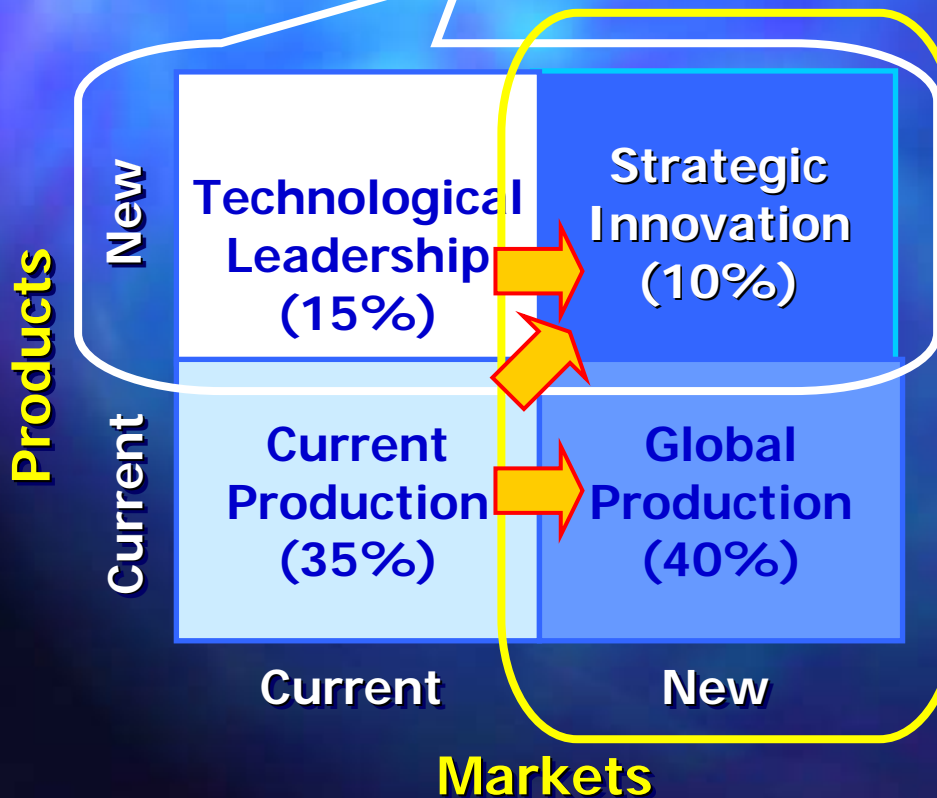 Products
New
Technological
Leadership
(15%)
Strategic
Innovation
(10%)
Current
Current
Production
(35%)
Global
Production
(40%)
Current
New
Markets